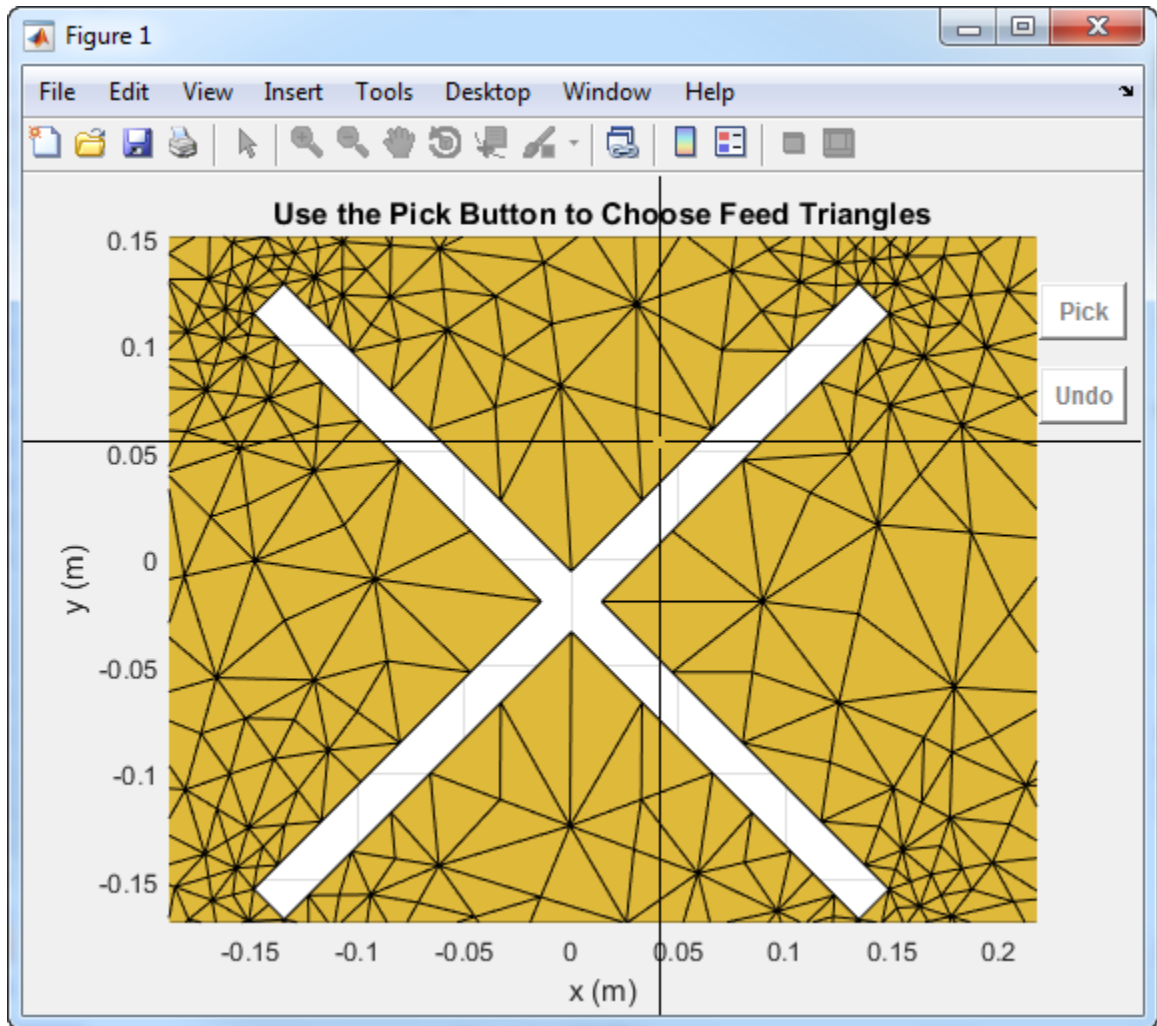 Figure 1
File Edit View Insert Tools Desktop Window Help
Use the Pick Button to Choose Feed Triangles
0.15
0.1
0.05
0
-0.05
-0.1
-0.15
y (m)
Pick
Undo
-0.15 -0.1 -0.05 0 0.05 0.1 0.15 0.2
x (m)